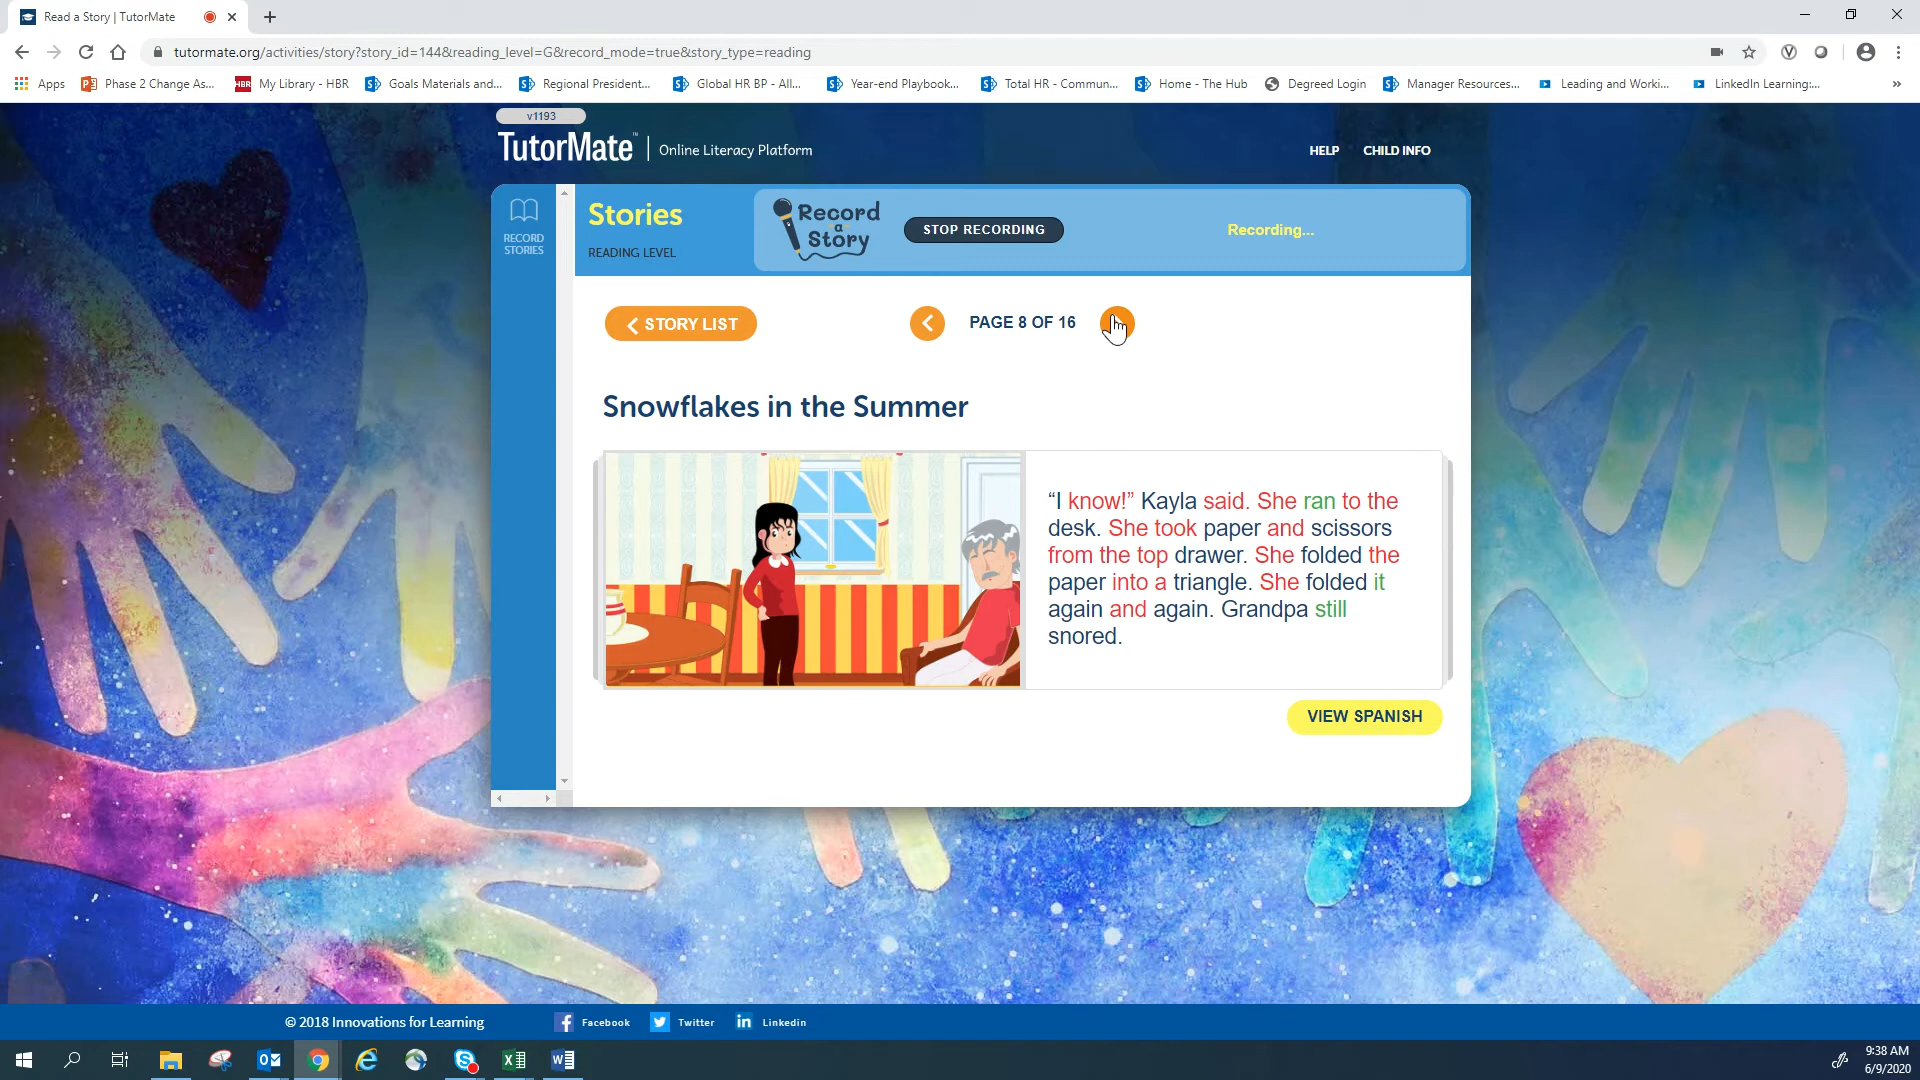 Read a Story | TutorMate
tutormate.org/activities/story?story_id=144&reading_level=G&record_mode=true&story_type=reading
Apps
Phase 2 Change As...
HBR
My Library - HBR
Goals Materials and...
Regional President...
Global HR BP - All...
Year-end Playbook...
Total HR - Commun...
Home - The Hub
Degreed Login
Manager Resources...
Leading and Worki...
LinkedIn Learning:...
v1193
TutorMate™ | Online Literacy Platform
HELP
CHILD INFO
RECORD
STORIES
Stories
READING LEVEL
Record
a
Story
STOP RECORDING
Recording...
STORY LIST
PAGE 8 OF 16
Snowflakes in the Summer
“I know!” Kayla said. She ran to the
desk. She took paper and scissors
from the top drawer. She folded the
paper into a triangle. She folded it
again and again. Grandpa still
snored.
VIEW SPANISH
© 2018 Innovations for Learning
Facebook
Twitter
Linkedin
9:38 AM
6/9/2020